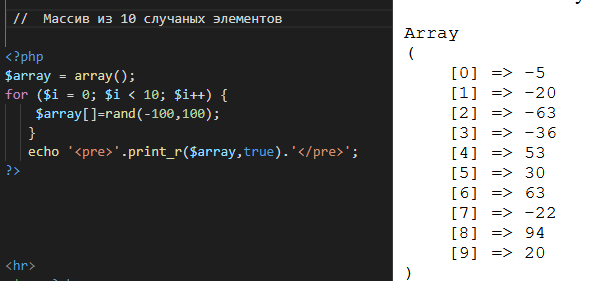 //  Массив из 10 случаных элементов
<?php
$array = array();
for ($i = 0; $i < 10; $i++) {
    $array[]=rand(-100,100);
   }
   echo '<pre>'.print_r($array,true).'</pre>';
?>
<hr>
Array
(
    [0] => -5
    [1] => -20
    [2] => -63
    [3] => -36
    [4] => 53
    [5] => 30
    [6] => 63
    [7] => -22
    [8] => 94
    [9] => 20
)